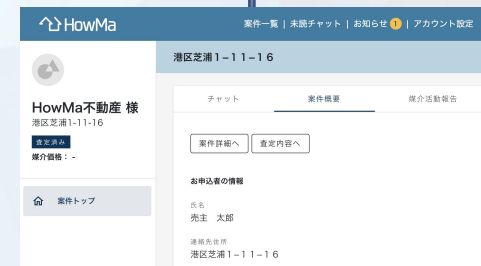 HowMa
案件一覧 | 未読チャット | お知らせ 1 | アカウント設定
HowMa不動産 様
港区芝浦1-11-16
査定済み
媒介価格： -
案件トップ
港区芝浦１−１１−１６
チャット
案件概要
媒介活動報告
案件詳細へ
査定内容へ
お申込者の情報
氏名
売主　太郎
連絡先住所
港区芝浦１−１１−１６